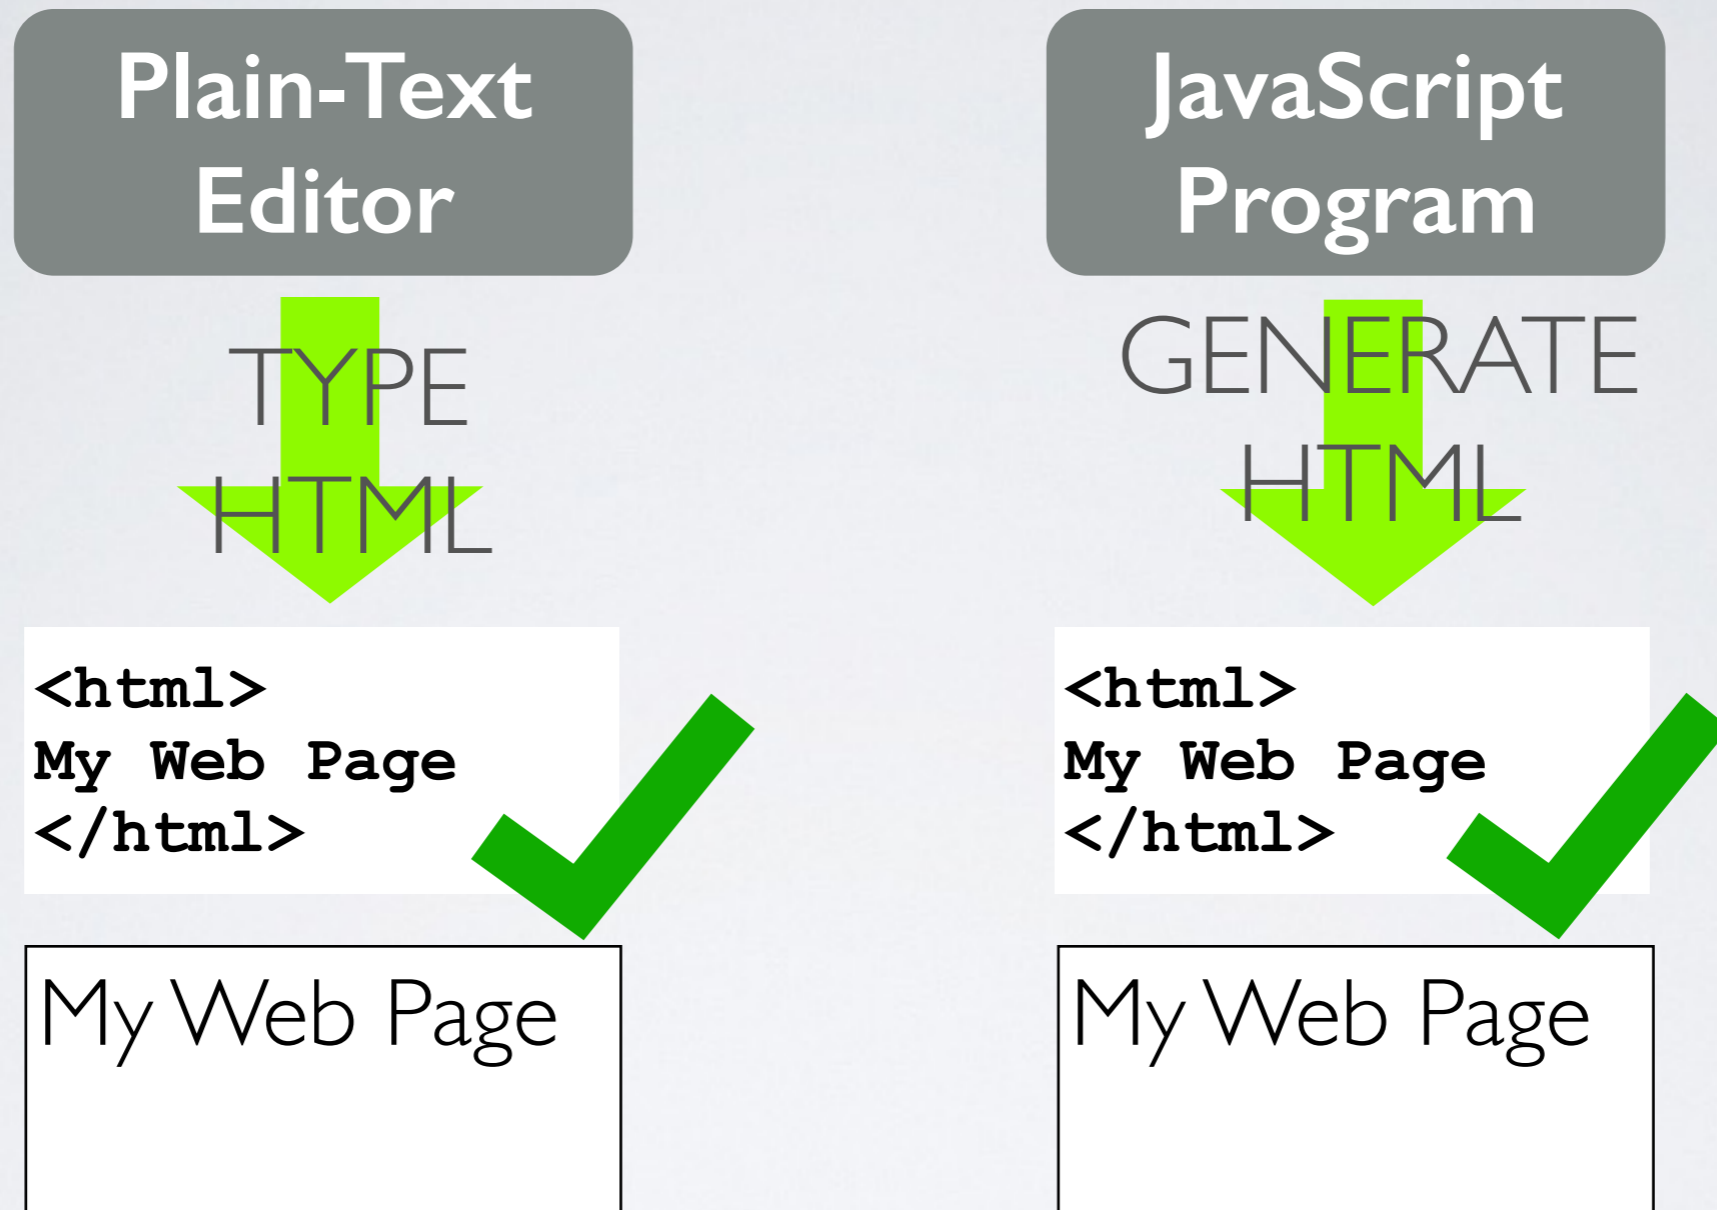 Plain-Text
Editor
TYPE
HTML
<html>
My Web Page
</html>
My Web Page
JavaScript
Program
GENERATE
HTML
<html>
My Web Page
</html>
My Web Page